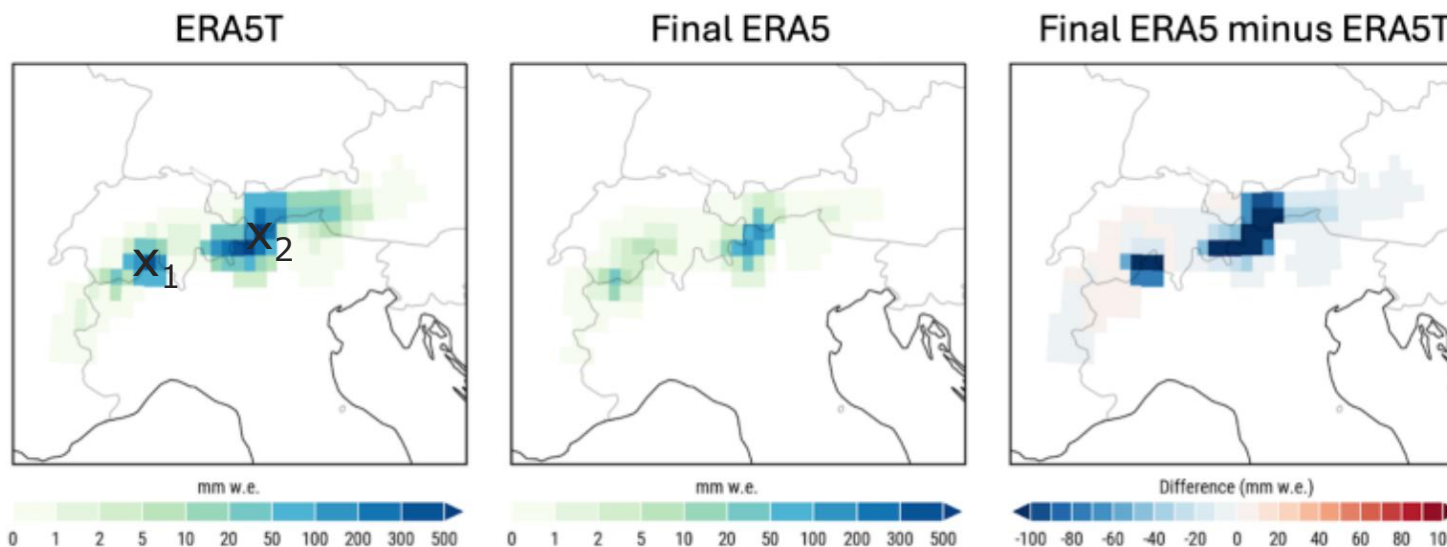 ERA5T
Final ERA5
Final ERA5 minus ERA5T
X1
X2
mm w.e.
0 1 2 5 10 20 50 100 200 300 500
mm w.e.
0 1 2 5 10 20 50 100 200 300 500
Difference (mm w.e.)
-100 -80 -60 -40 -20 0 20 40 60 80 10